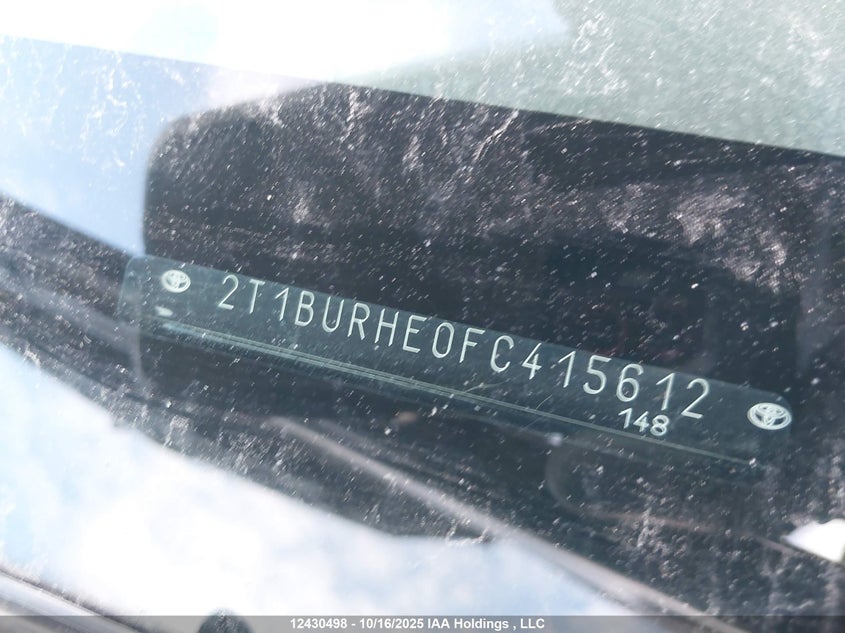 2T1BURHE0FC415612
148
12430498 - 10/16/2025 IAA Holdings , LLC